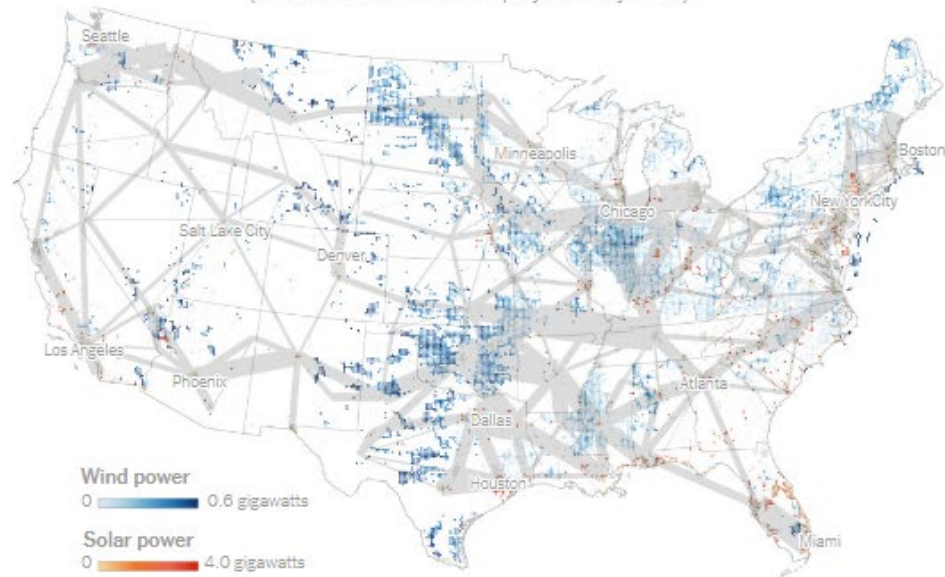 Seattle
Minneapolis
Boston
New York City
Chicago
Salt Lake City
Denver
Los Angeles
Phoenix
Atlanta
Dallas
Wind power
0 0.6 gigawatts
Houston
Solar power
0 4.0 gigawatts
Miami